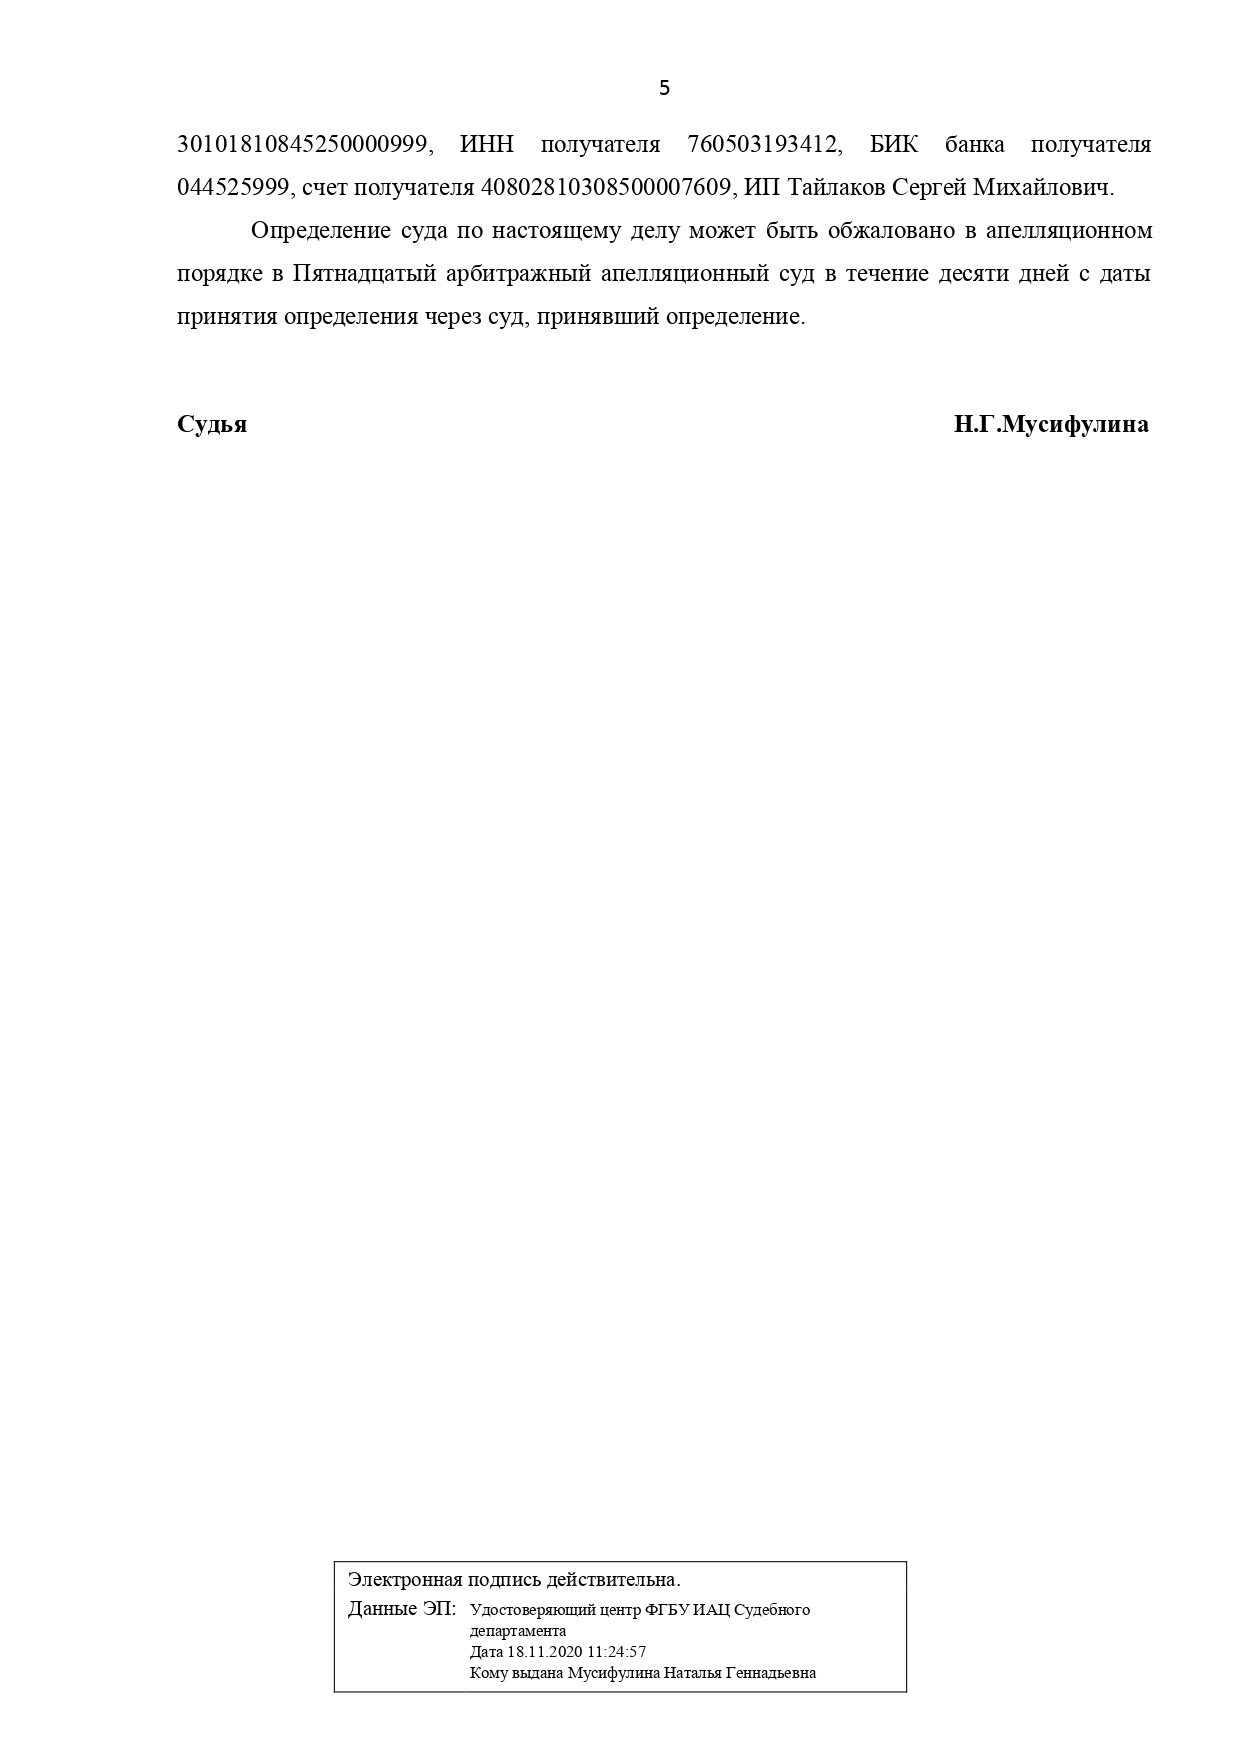 5
30101810845250000999, ИНН получателя 760503193412, БИК банка получателя
044525999, счет получателя 40802810308500007609, ИП Тайлаков Сергей Михайлович.
Определение суда по настоящему делу может быть обжаловано в апелляционном
порядке в Пятнадцатый арбитражный апелляционный суд в течение десяти дней с даты
принятия определения через суд, принявший определение.
Судья Н.Г.Мусифулина
Электронная подпись действительна.
Данные ЭП: Удостоверяющий центр ФГБУ ИАЦ Судебного
департамента
Дата 18.11.2020 11:24:57
Кому выдана Мусифулина Наталья Геннадьевна